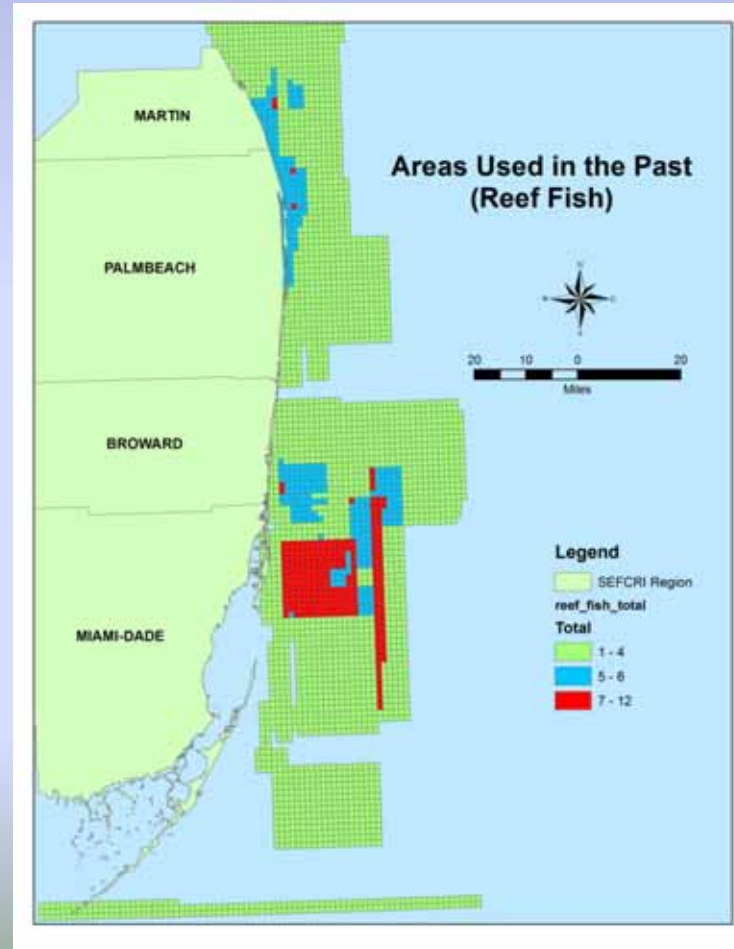 MARTIN
Areas Used in the Past
(Reef Fish)
PALMBEACH
20 10 0 20
Miles
BROWARD
Legend
SEFCRI Region
reef_fish_total
Total
MIAMI-DADE
1 - 4
5 - 6
7 - 12